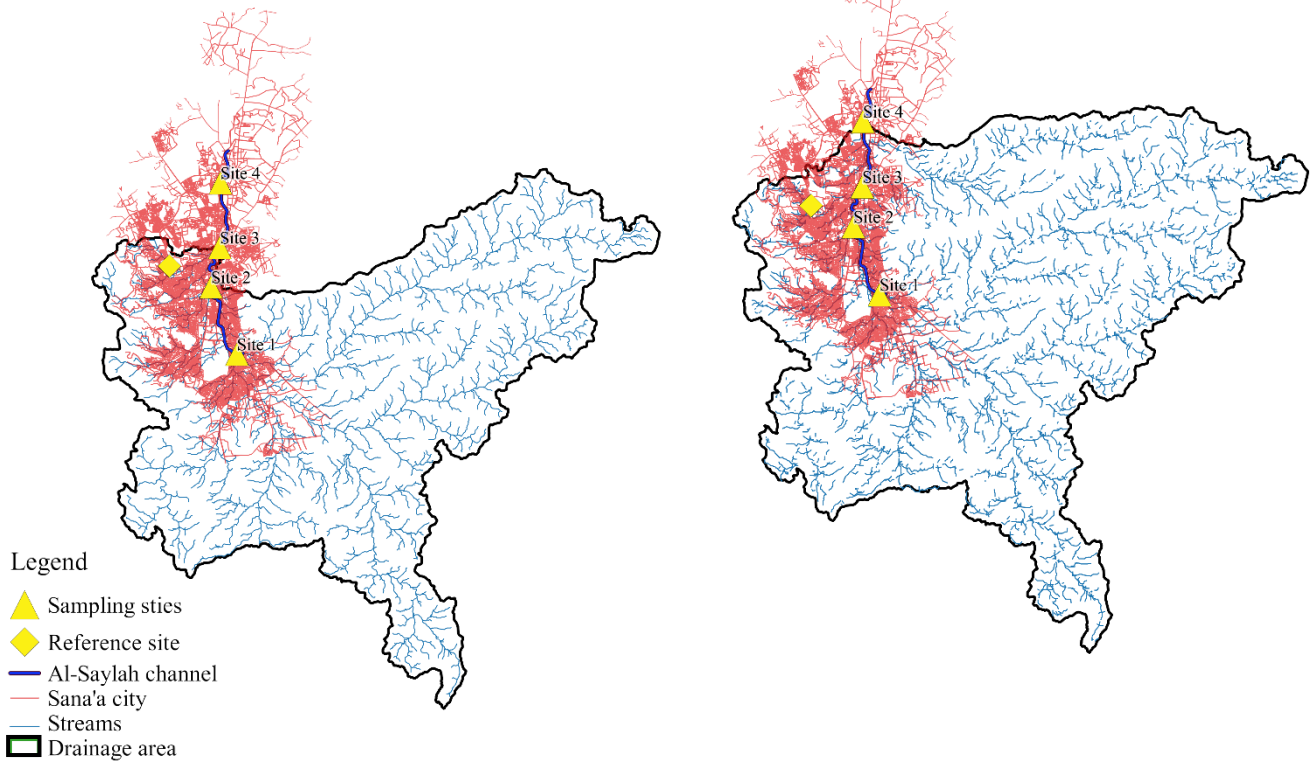 Site 4
Site 3
Site 2
Site 1
Site 4
Site 3
Site 2
Site 1
Legend
Sampling sties
Reference site
Al-Saylah channel
Sana'a city
Streams
Drainage area